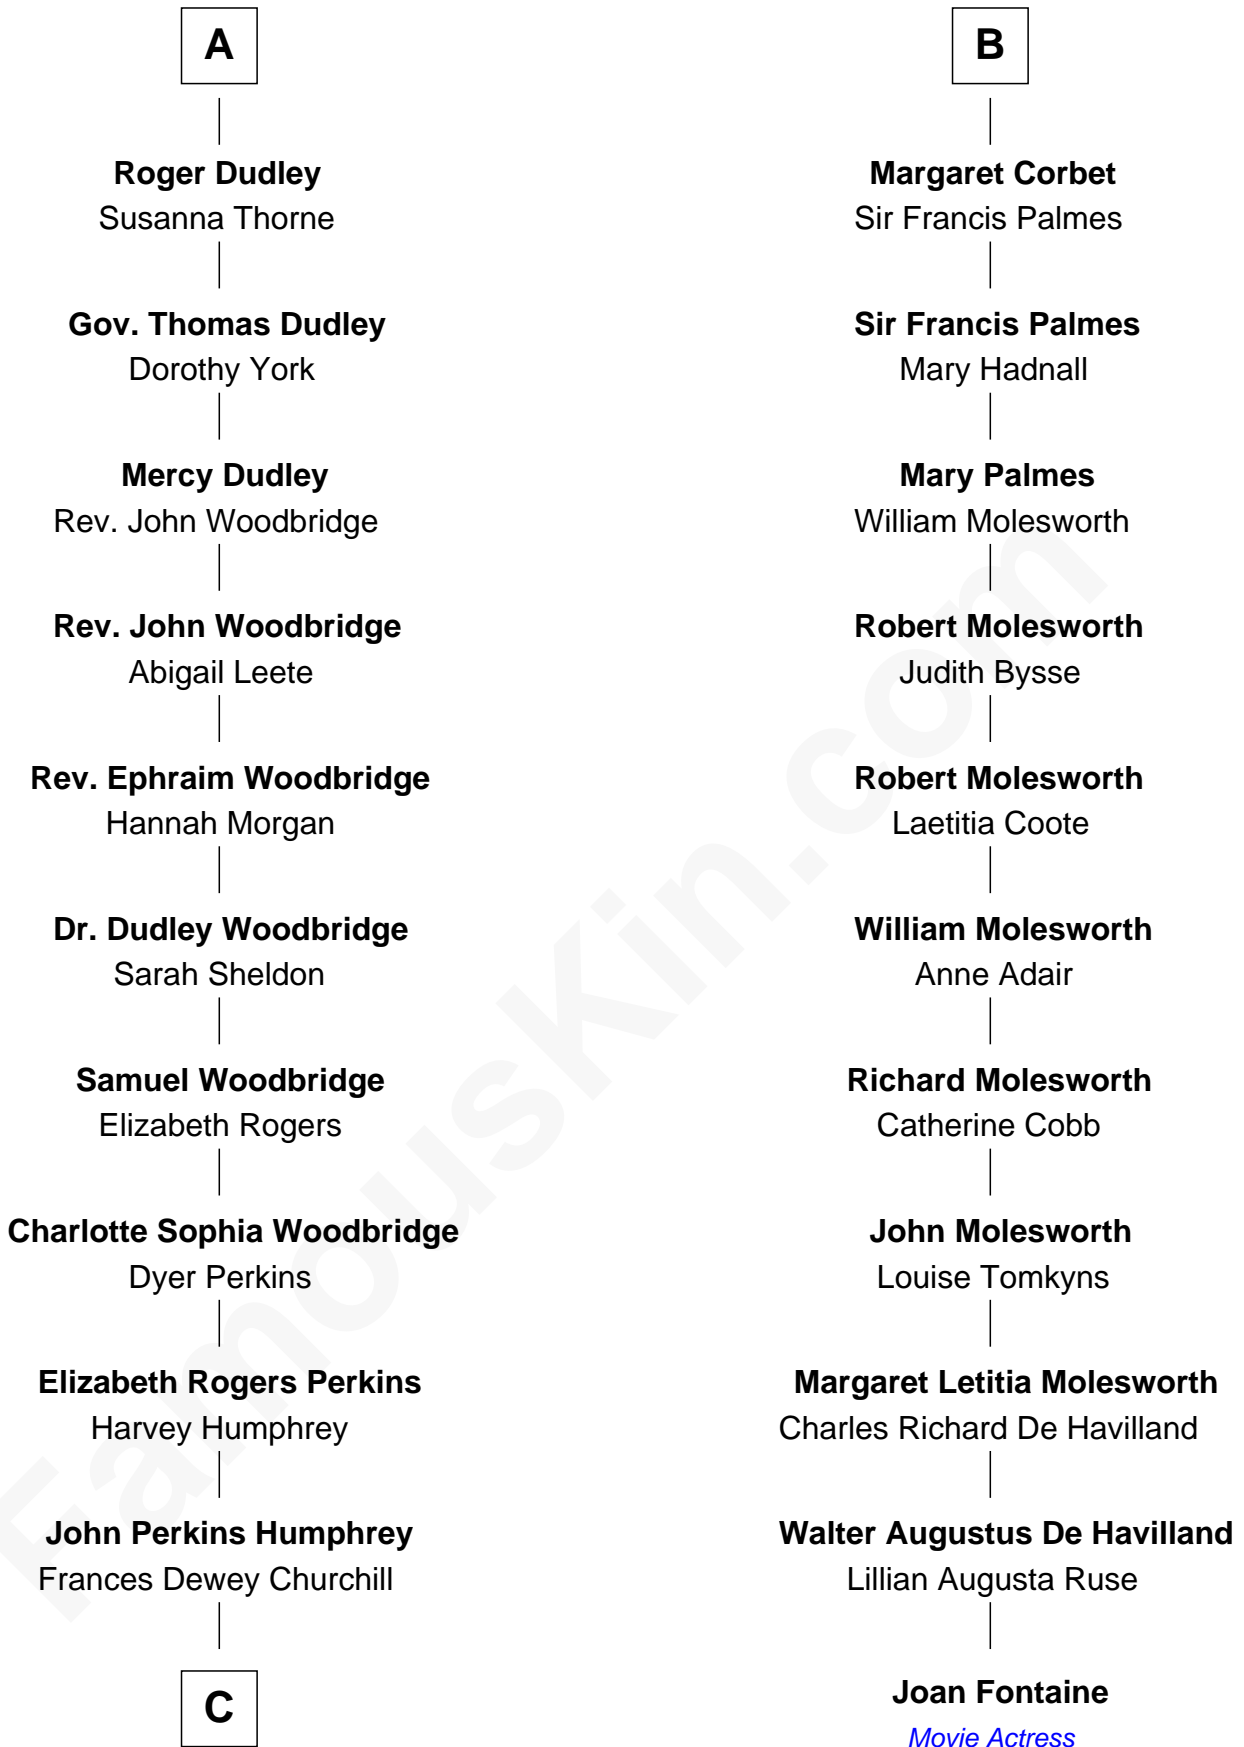 A
Roger Dudley
Susanna Thorne
Gov. Thomas Dudley
Dorothy York
Mercy Dudley
Rev. John Woodbridge
Rev. John Woodbridge
Abigail Leete
Rev. Ephraim Woodbridge
Hannah Morgan
Dr. Dudley Woodbridge
Sarah Sheldon
Samuel Woodbridge
Elizabeth Rogers
Charlotte Sophia Woodbridge
Dyer Perkins
Elizabeth Rogers Perkins
Harvey Humphrey
John Perkins Humphrey
Frances Dewey Churchill
C
B
Margaret Corbet
Sir Francis Palmes
Sir Francis Palmes
Mary Hadnall
Mary Palmes
William Molesworth
Robert Molesworth
Judith Bysse
Robert Molesworth
Laetitia Coote
William Molesworth
Anne Adair
Richard Molesworth
Catherine Cobb
John Molesworth
Louise Tomkyns
Margaret Letitia Molesworth
Charles Richard De Havilland
Walter Augustus De Havilland
Lillian Augusta Ruse
Joan Fontaine
Movie Actress
FamousKin.com